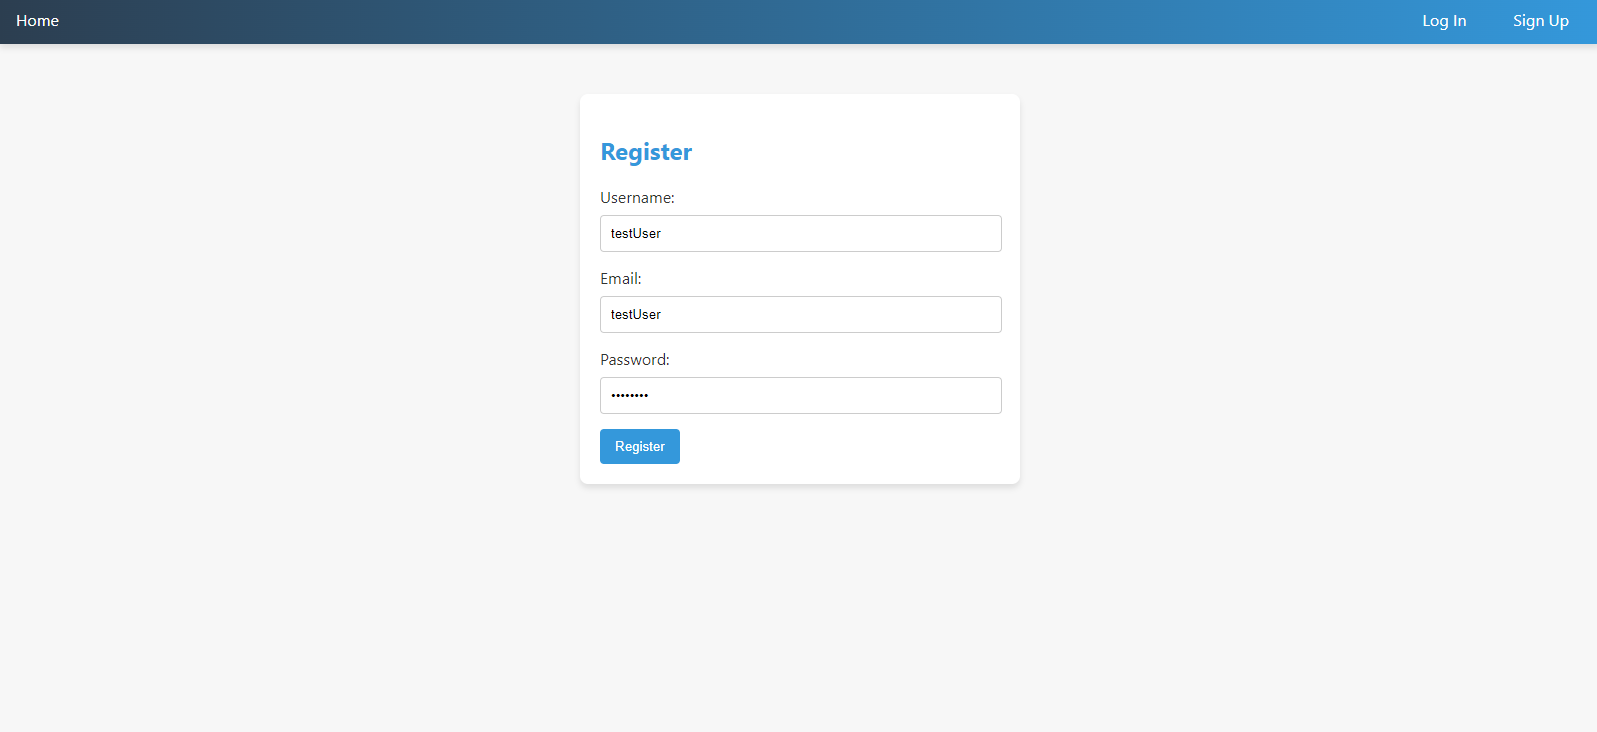 Home Log In Sign Up
Register
Username:
testUser
Email:
testUser
Password:
••••••••
Register